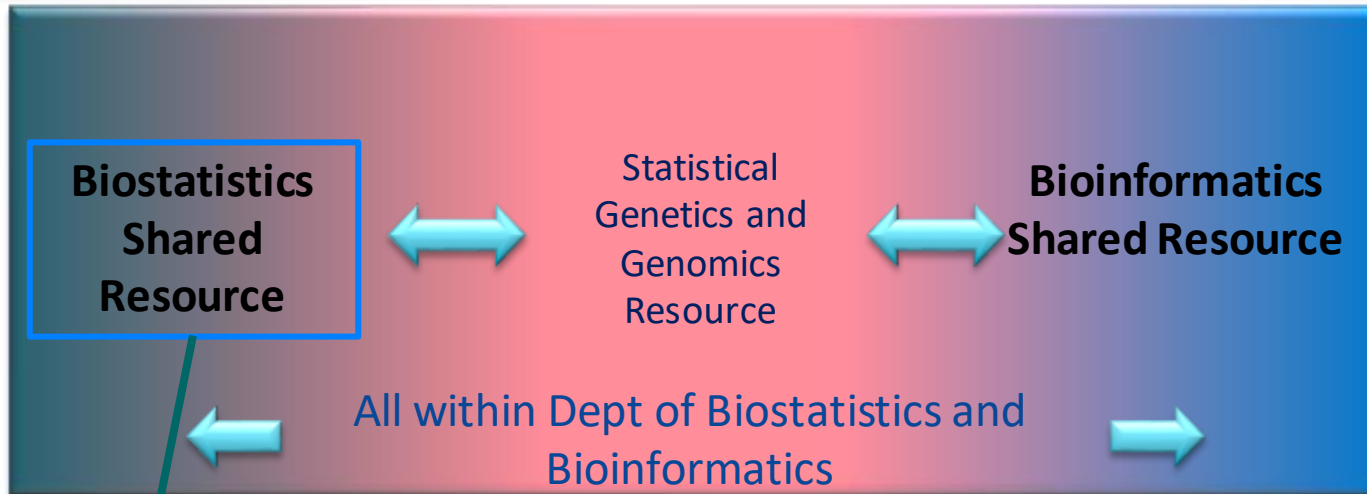 Biostatistics
Shared
Resource
Statistical
Genetics and
Genomics
Resource
Bioinformatics
Shared Resource
All within Dept of Biostatistics and
Bioinformatics